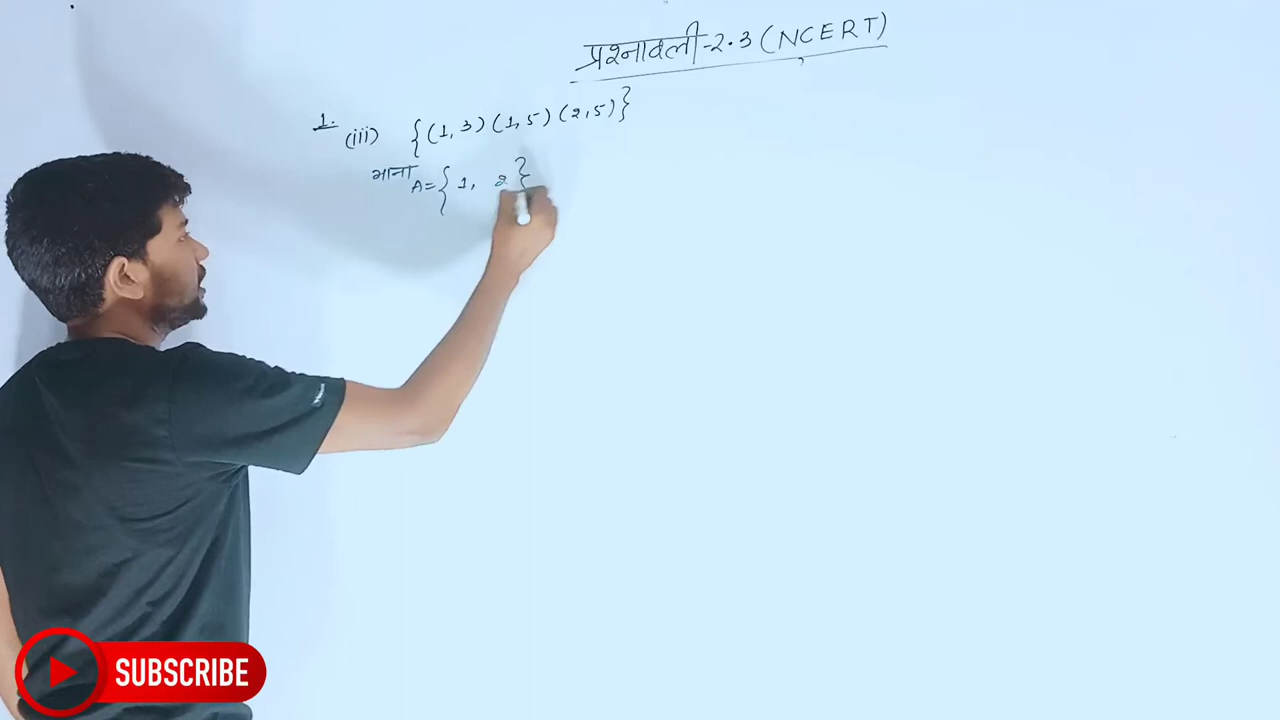 प्रश्नावली-2.3 (NCERT)
1. (iii) {(1, 3) (1, 5) (2, 5)}
माना A = { 1, 2 }
SUBSCRIBE